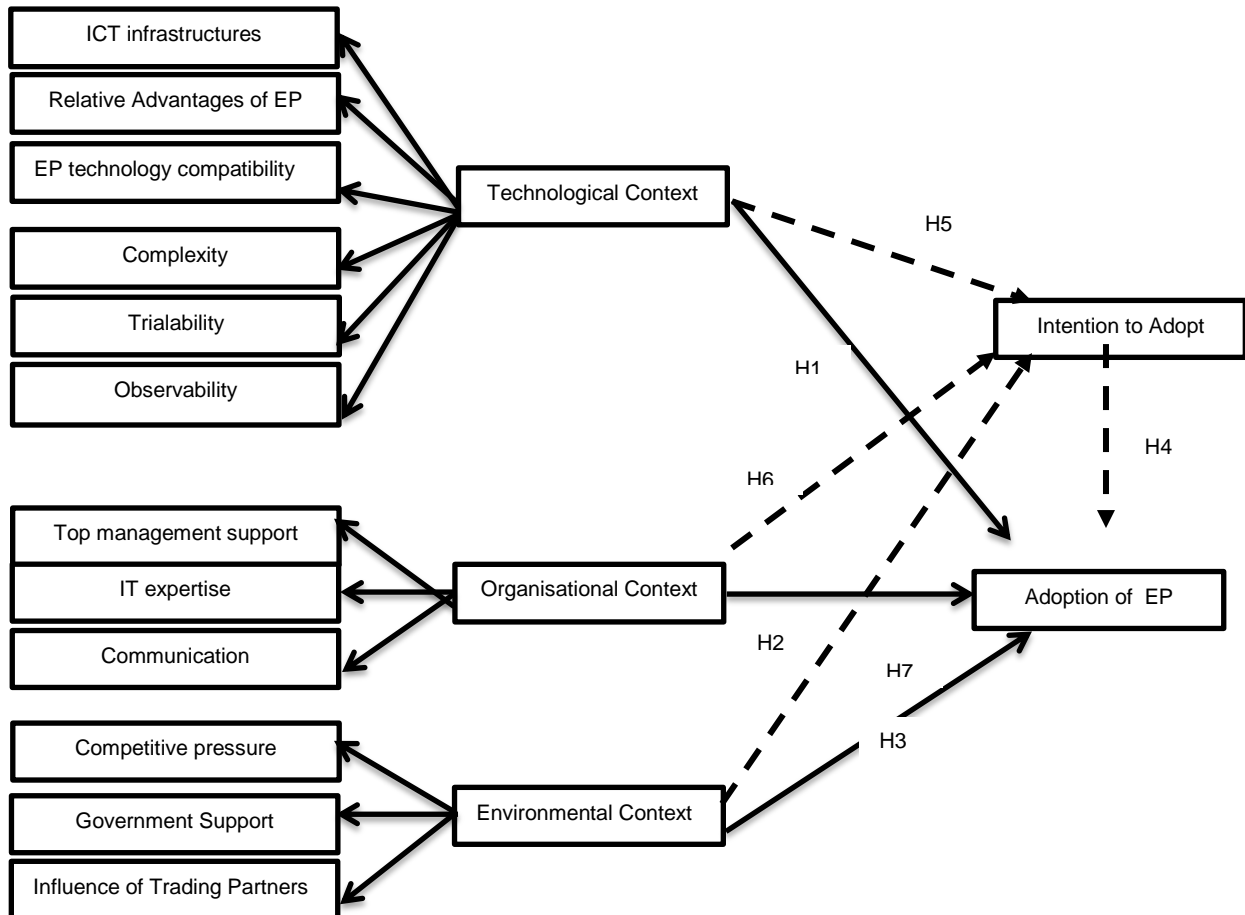 ICT infrastructures
Relative Advantages of EP
EP technology compatibility
Technological Context
H5
Complexity
Trialability
Intention to Adopt
H1
Observability
H4
H6
Top management support
IT expertise
Organisational Context
Adoption of EP
Communication
H2
H7
Competitive pressure
H3
Government Support
Environmental Context
Influence of Trading Partners